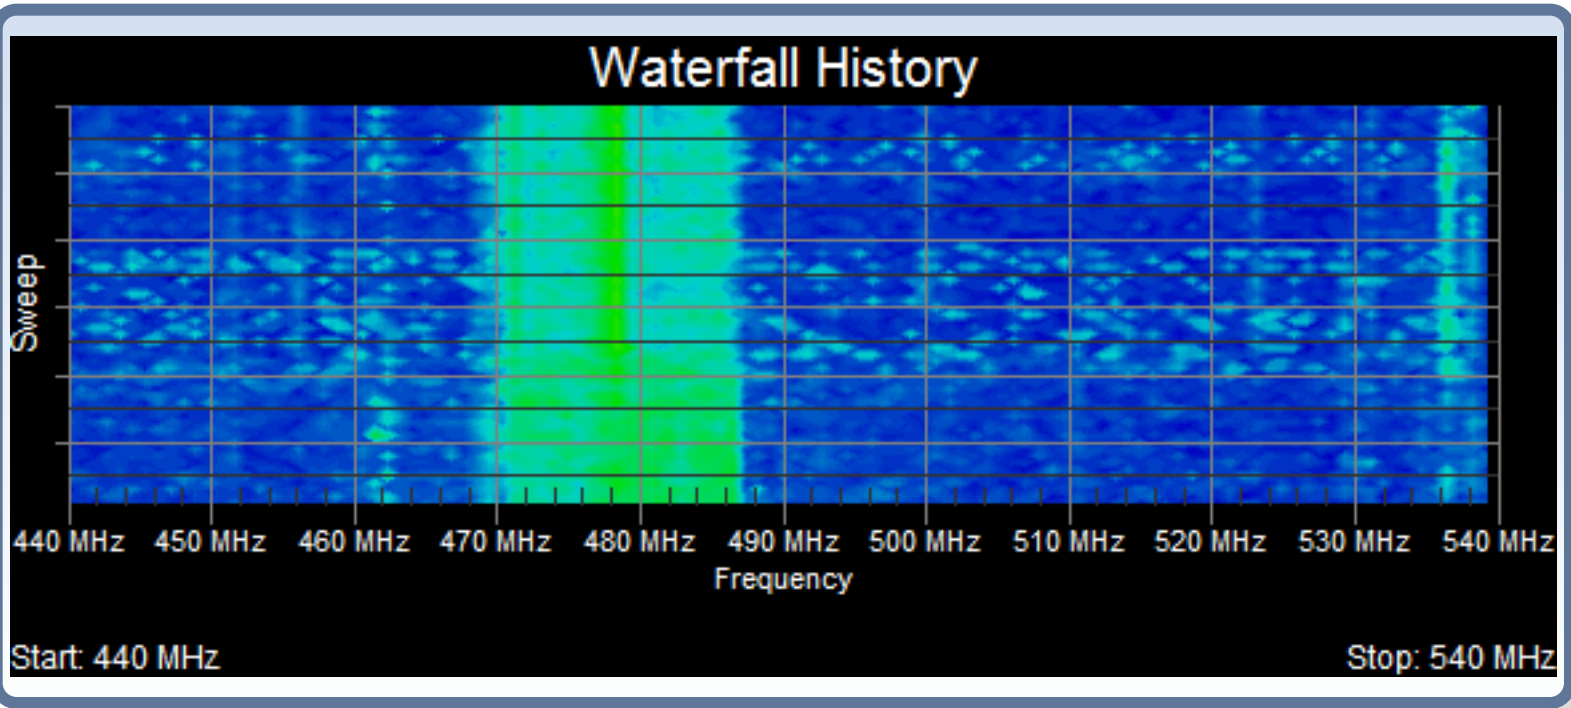 Waterfall History
Sweep
440 MHz 450 MHz 460 MHz 470 MHz 480 MHz 490 MHz 500 MHz 510 MHz 520 MHz 530 MHz 540 MHz
Frequency
Start: 440 MHz
Stop: 540 MHz